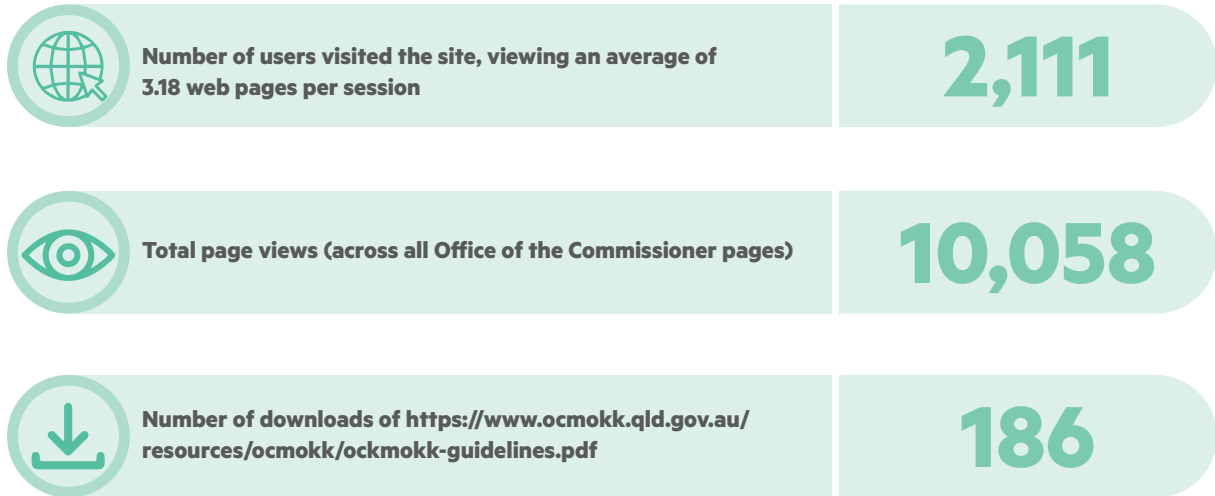 Number of users visited the site, viewing an average of
3.18 web pages per session
2,111
Total page views (across all Office of the Commissioner pages)
10,058
Number of downloads of https://www.ocmokk.qld.gov.au/
resources/ocmokk/ockmokk-guidelines.pdf
186